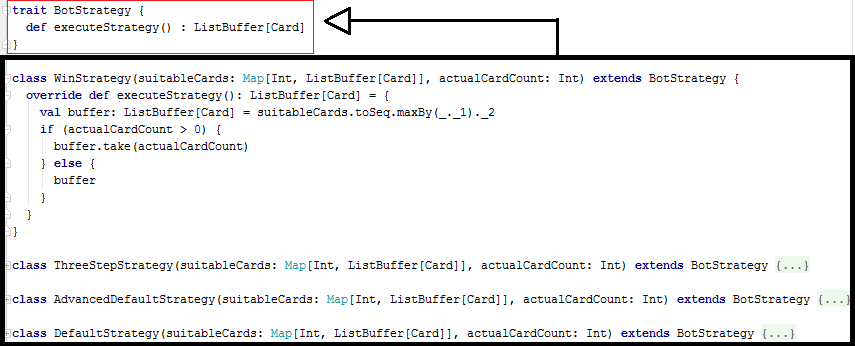 trait BotStrategy {
  def executeStrategy() : ListBuffer[Card]
}
class WinStrategy(suitableCards: Map[Int, ListBuffer[Card]], actualCardCount: Int) extends BotStrategy {
  override def executeStrategy(): ListBuffer[Card] = {
    val buffer: ListBuffer[Card] = suitableCards.toSeq.maxBy(_._1)._2
    if (actualCardCount > 0) {
      buffer.take(actualCardCount)
    } else {
      buffer
    }
  }
}
class ThreeStepStrategy(suitableCards: Map[Int, ListBuffer[Card]], actualCardCount: Int) extends BotStrategy {...}
class AdvancedDefaultStrategy(suitableCards: Map[Int, ListBuffer[Card]], actualCardCount: Int) extends BotStrategy {...}
class DefaultStrategy(suitableCards: Map[Int, ListBuffer[Card]], actualCardCount: Int) extends BotStrategy {...}